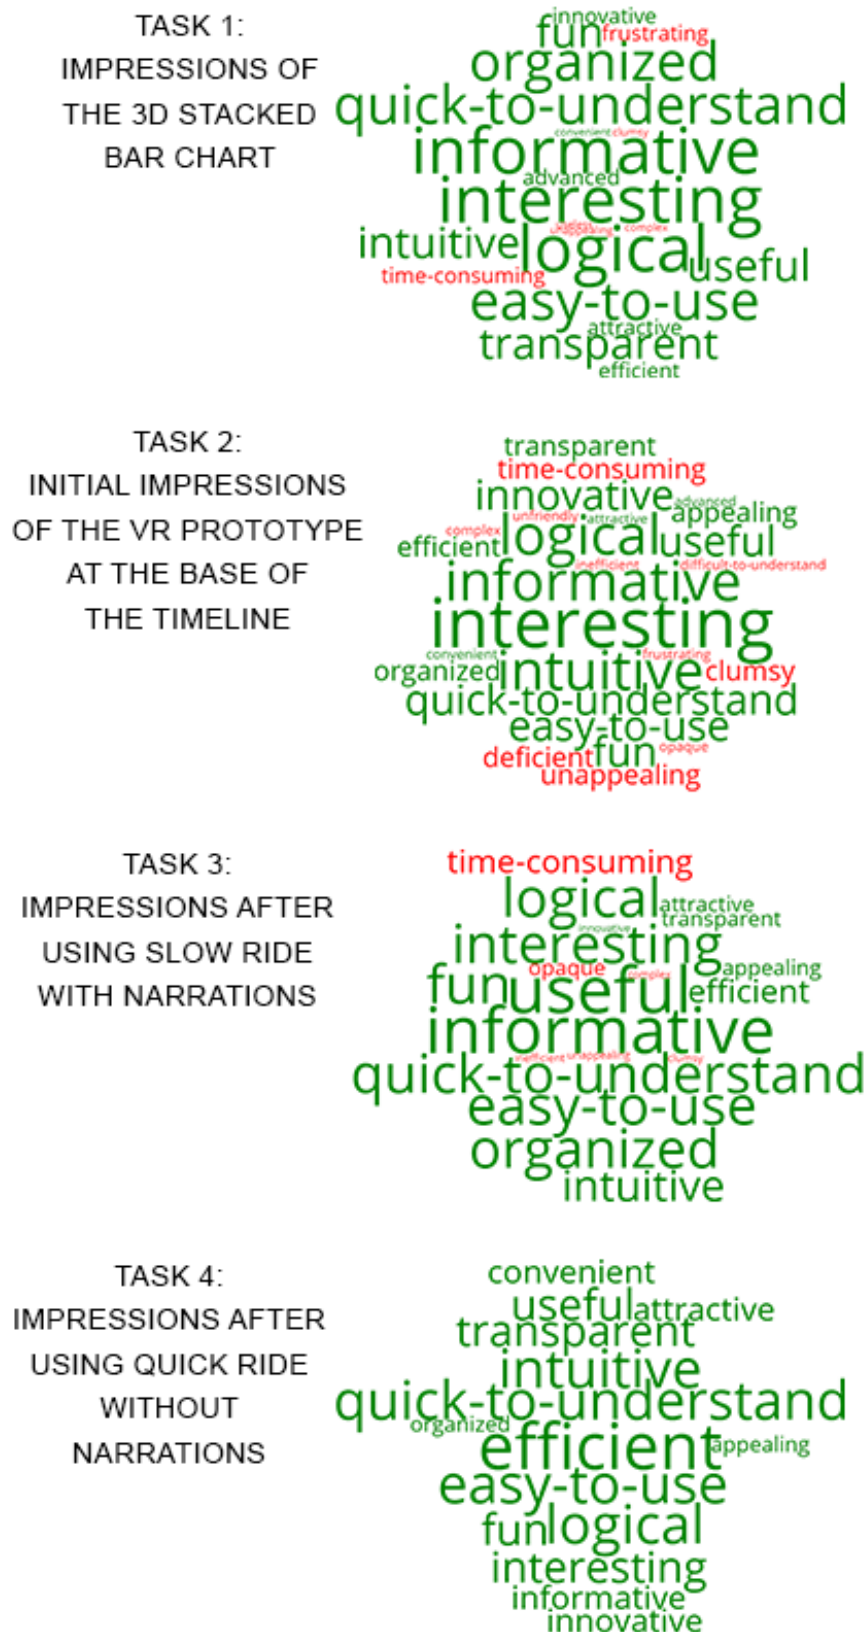 TASK 1:
IMPRESSIONS OF
THE 3D STACKED
BAR CHART
innovative
fun frustrating
organized
quick-to-understand
convenient clumsy
informative
advanced
interesting
unappealing complex
intuitive logical useful
time-consuming
easy-to-use
attractive
transparent
efficient
TASK 2:
INITIAL IMPRESSIONS
OF THE VR PROTOTYPE
AT THE BASE OF
THE TIMELINE
transparent
time-consuming
innovative advanced
appealing
unfriendly attractive
complex
efficient logical useful
inefficient difficult-to-understand
informative
interesting
convenient frustrating
organized intuitive clumsy
quick-to-understand
easy-to-use
deficient fun opaque
unappealing
TASK 3:
IMPRESSIONS AFTER
USING SLOW RIDE
WITH NARRATIONS
time-consuming
logical attractive
transparent
innovative
interesting
opaque complex appealing
fun useful efficient
informative
inefficient unappealing clumsy
quick-to-understand
easy-to-use
organized
intuitive
TASK 4:
IMPRESSIONS AFTER
USING QUICK RIDE
WITHOUT
NARRATIONS
convenient
useful attractive
transparent
intuitive
quick-to-understand
organized
efficient appealing
easy-to-use
fun logical
interesting
informative
innovative